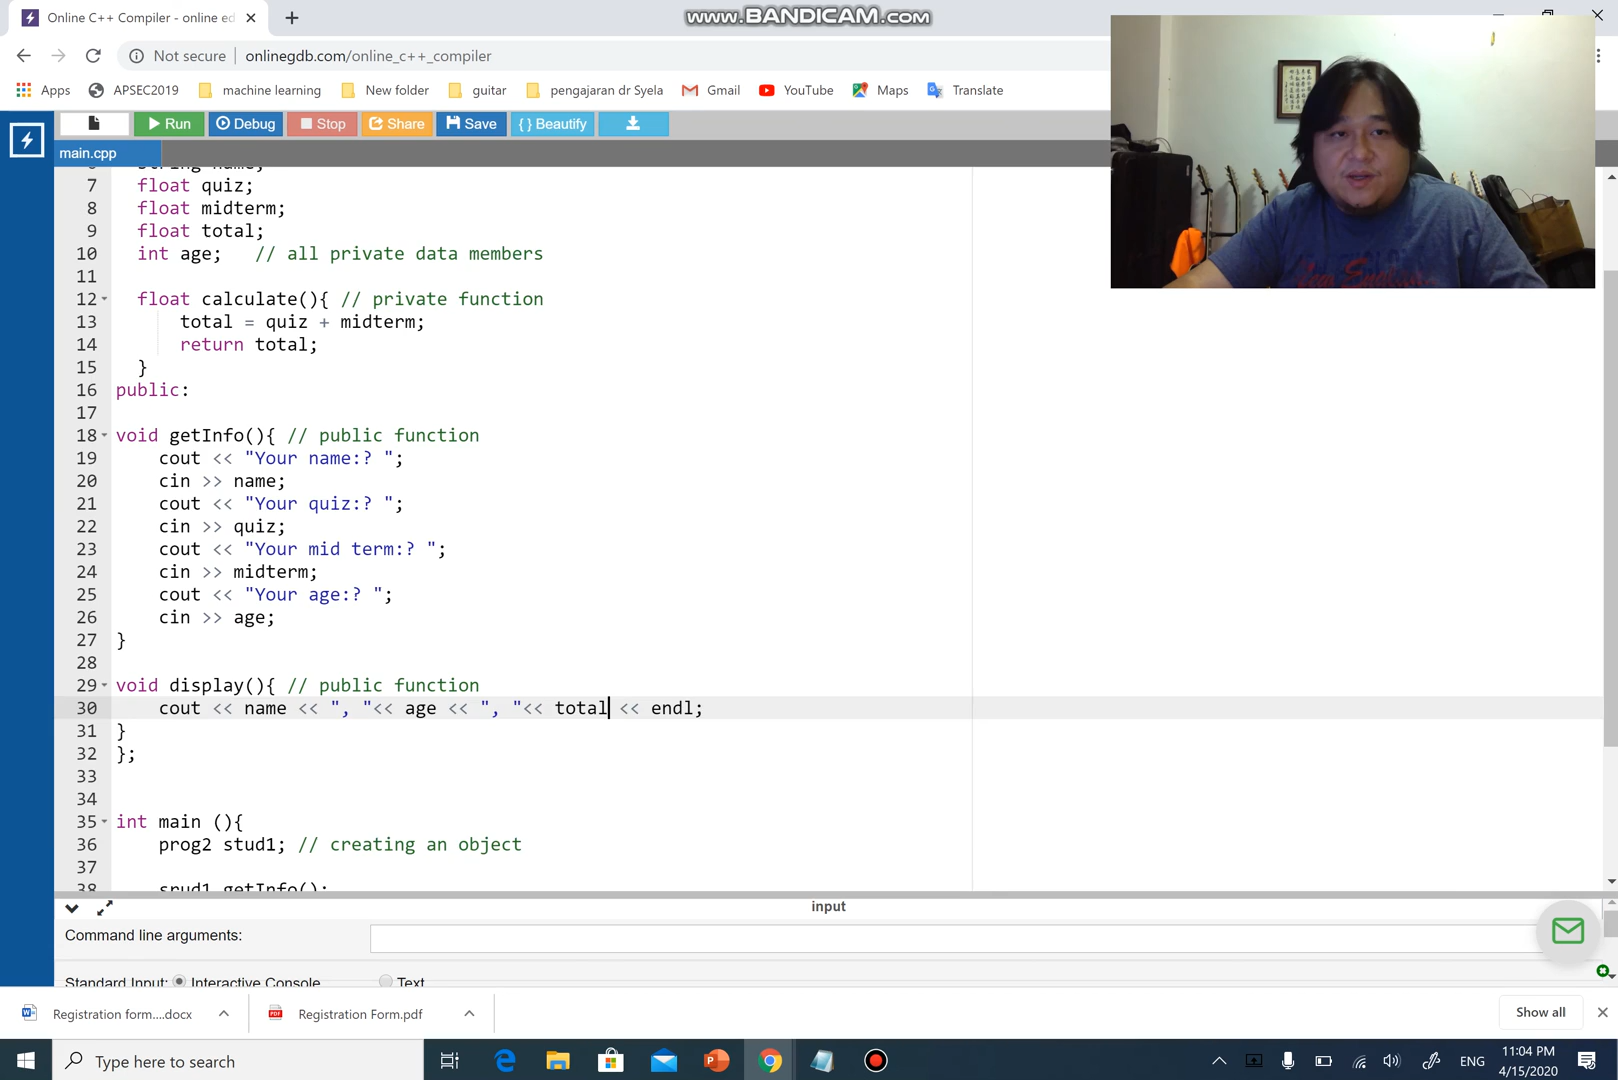 Online C++ Compiler - online ed
www.BANDICAM.com
Not secure onlinegdb.com/online_c++_compiler
Apps APSEC2019 machine learning New folder guitar pengajaran dr Syela Gmail YouTube Maps Translate
Run Debug Stop Share Save { } Beautify
main.cpp
6 string name;
7 float quiz;
8 float midterm;
9 float total;
10 int age; // all private data members
11
12 float calculate(){ // private function
13 total = quiz + midterm;
14 return total;
15 }
16 public:
17
18 void getInfo(){ // public function
19 cout << "Your name:? ";
20 cin >> name;
21 cout << "Your quiz:? ";
22 cin >> quiz;
23 cout << "Your mid term:? ";
24 cin >> midterm;
25 cout << "Your age:? ";
26 cin >> age;
27 }
28
29 void display(){ // public function
30 cout << name << ", "<< age << ", "<< total << endl;
31 }
32 };
33
34
35 int main (){
36 prog2 stud1; // creating an object
37
38 srud1.getInfo();
input
Command line arguments:
Standard Input: Interactive Console Text
Registration form....docx Registration Form.pdf Show all
Type here to search
ENG
11:04 PM
4/15/2020